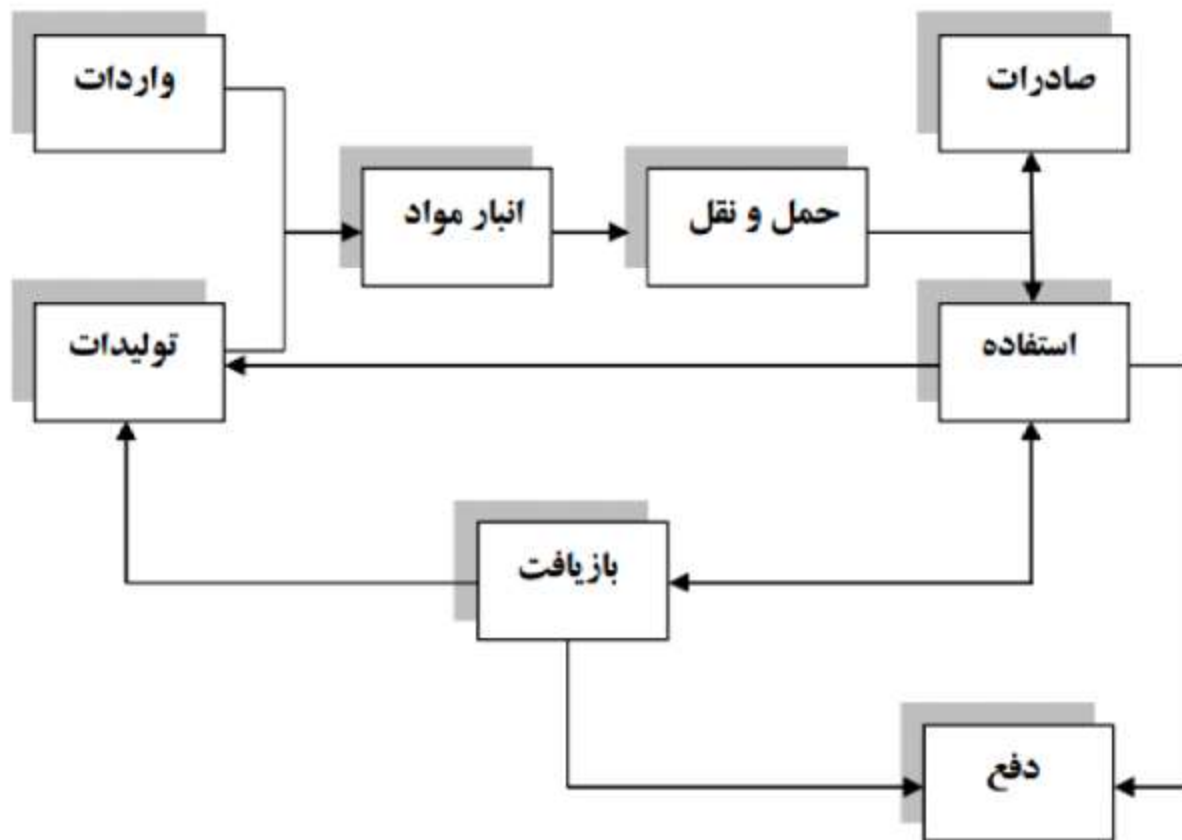 واردات
صادرات
انبار مواد
حمل و نقل
تولیدات
استفاده
بازیافت
دفع